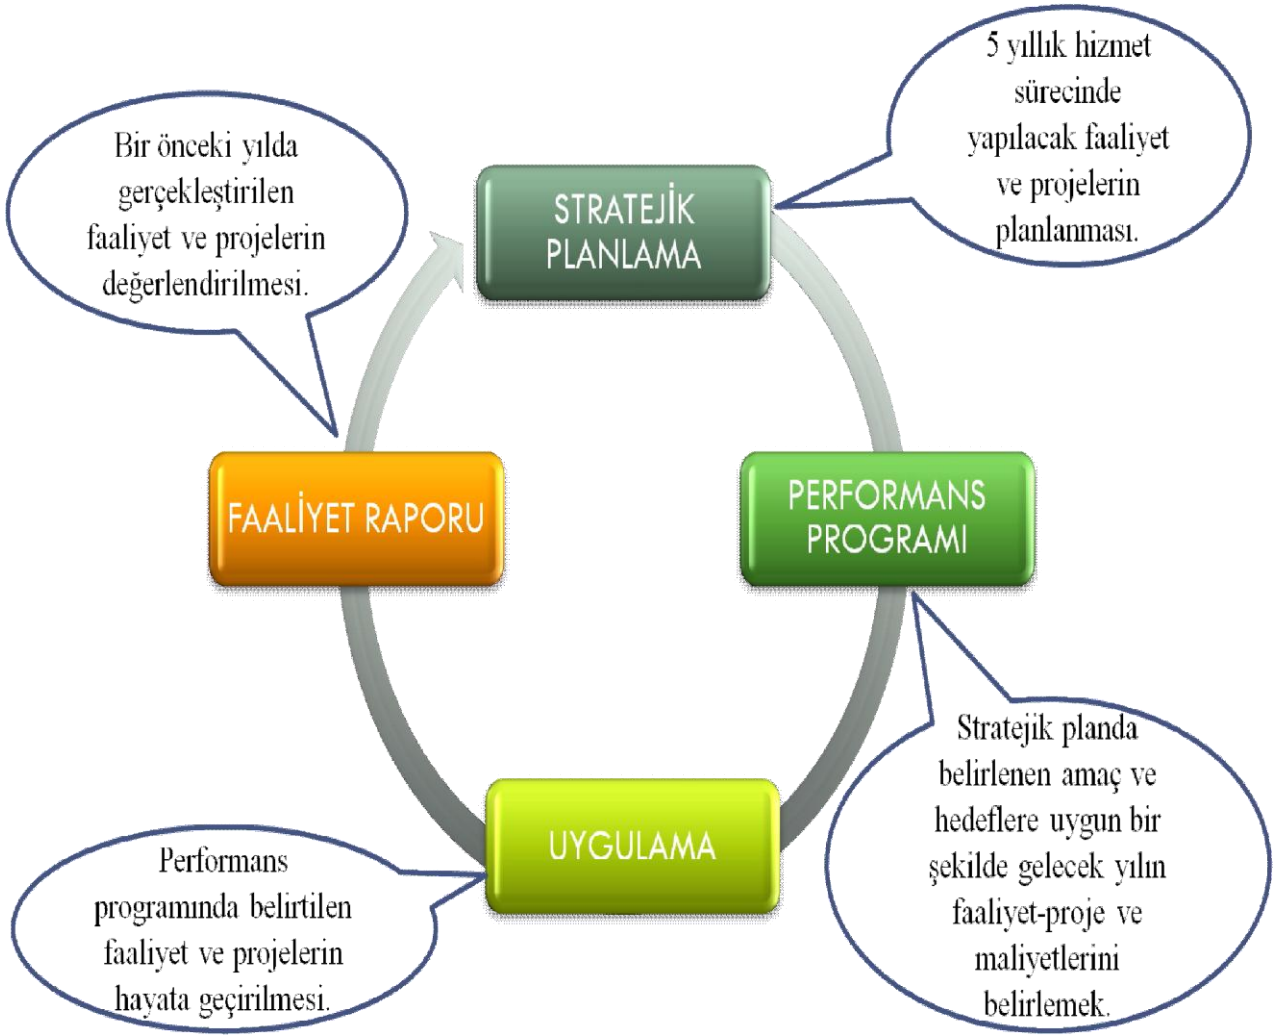 5 yıllık hizmet
sürecinde
yapılacak faaliyet
ve projelerin
planlanması.
Bir önceki yılda
gerçekleştirilen
faaliyet ve projelerin
değerlendirilmesi.
STRATEJİK
PLANLAMA
FAALİYET RAPORU
PERFORMANS
PROGRAMI
Stratejik planda
belirlenen amaç ve
hedeflere uygun bir
şekilde gelecek yılın
faaliyet-proje ve
maliyetlerini
belirlemek.
UYGULAMA
Performans
programında belirtilen
faaliyet ve projelerin
hayata geçirilmesi.